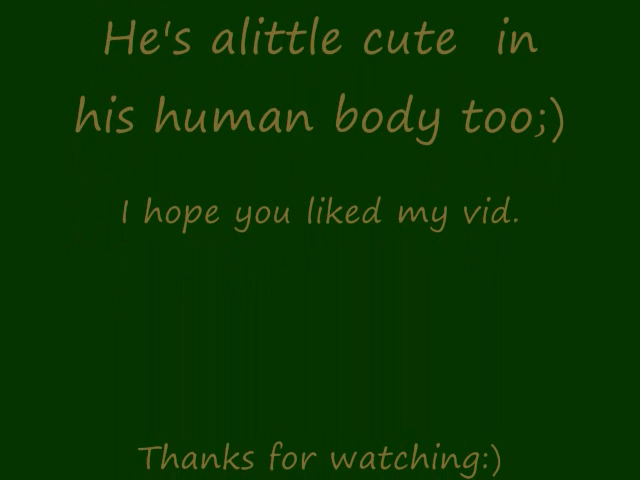 He's alittle cute in
his human body too;)
I hope you liked my vid.
Thanks for watching:)